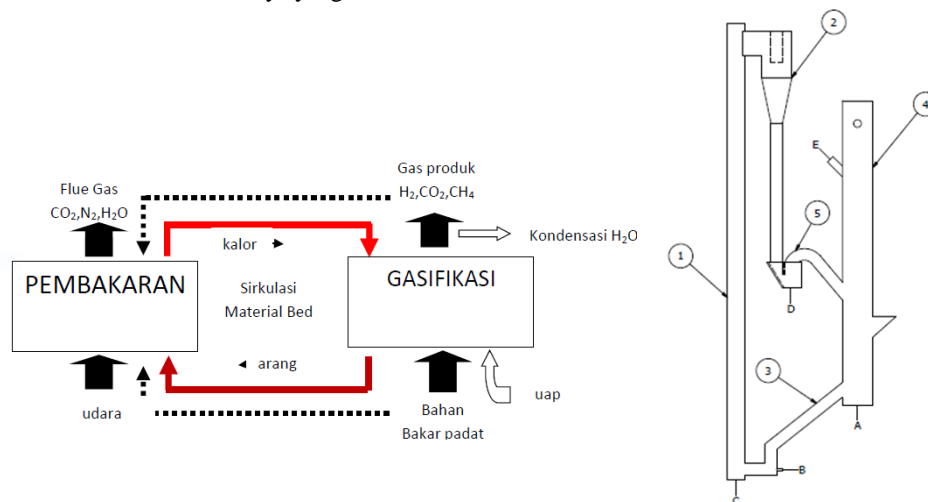 Flue Gas
CO₂,N₂,H₂O
Gas produk
H₂,CO₂,CH₄
Kondensasi H₂O
kalor
PEMBAKARAN
Sirkulasi
Material Bed
GASIFIKASI
arang
udara
Bahan
Bakar padat
uap
2
4
E
5
1
D
3
A
B
C